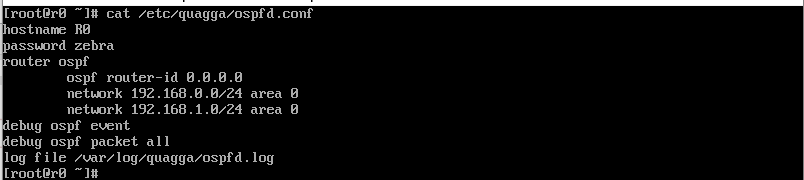 [root@r0 ~]# cat /etc/quagga/ospfd.conf
hostname R0
password zebra
router ospf
        ospf router-id 0.0.0.0
        network 192.168.0.0/24 area 0
        network 192.168.1.0/24 area 0
debug ospf event
debug ospf packet all
log file /var/log/quagga/ospfd.log
[root@r0 ~]#